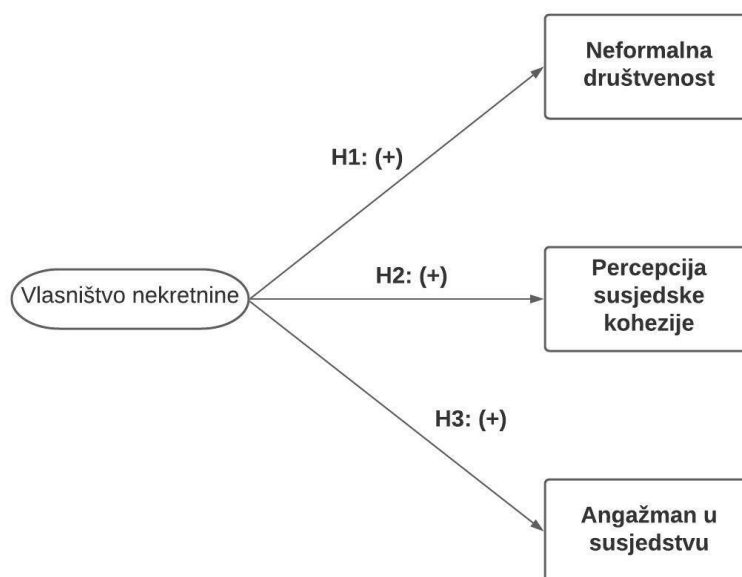 Neformalna
društvenost
H1: (+)
Vlasništvo nekretnine
H2: (+)
Percepcija
susjedske
kohezije
H3: (+)
Angažman u
susjedstvu